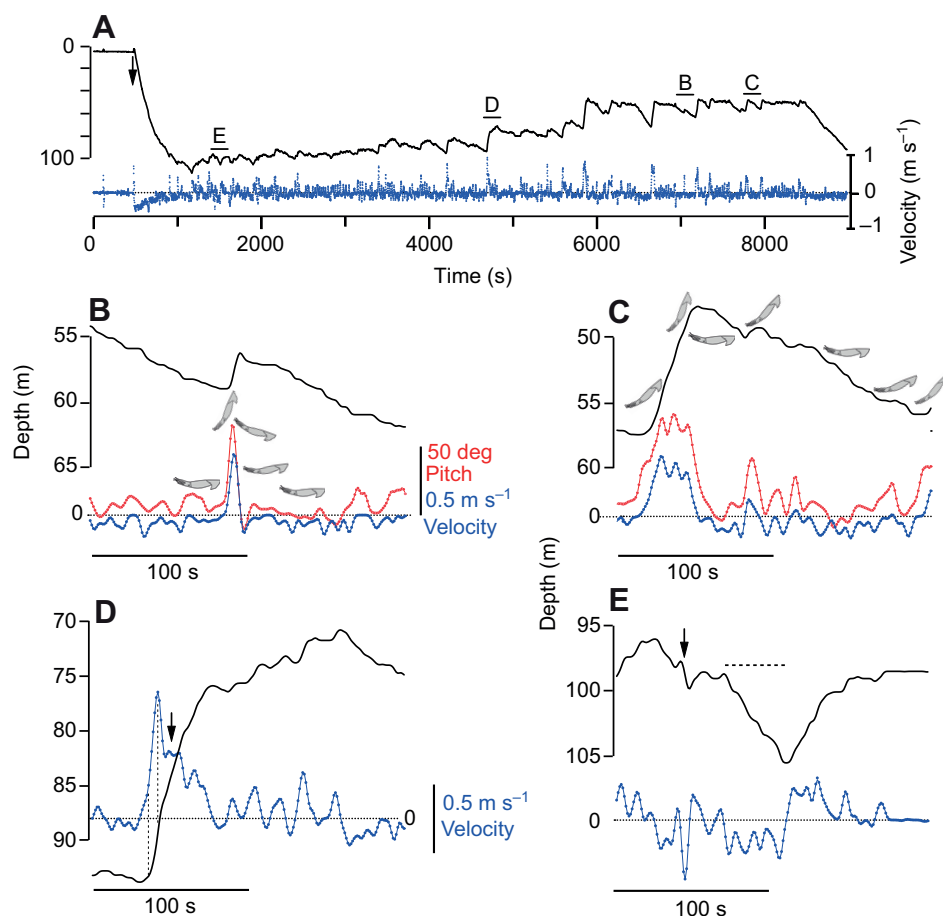 A
0
100
E
D
B
C
1
0
–1
Velocity (m s–1)
0
2000
4000
6000
8000
Time (s)
B
55
60
65
0
Depth (m)
50 deg
Pitch
0.5 m s–1
Velocity
100 s
C
50
55
60
0
100 s
Depth (m)
D
70
75
80
85
90
0
0.5 m s–1
Velocity
100 s
E
95
100
105
0
100 s